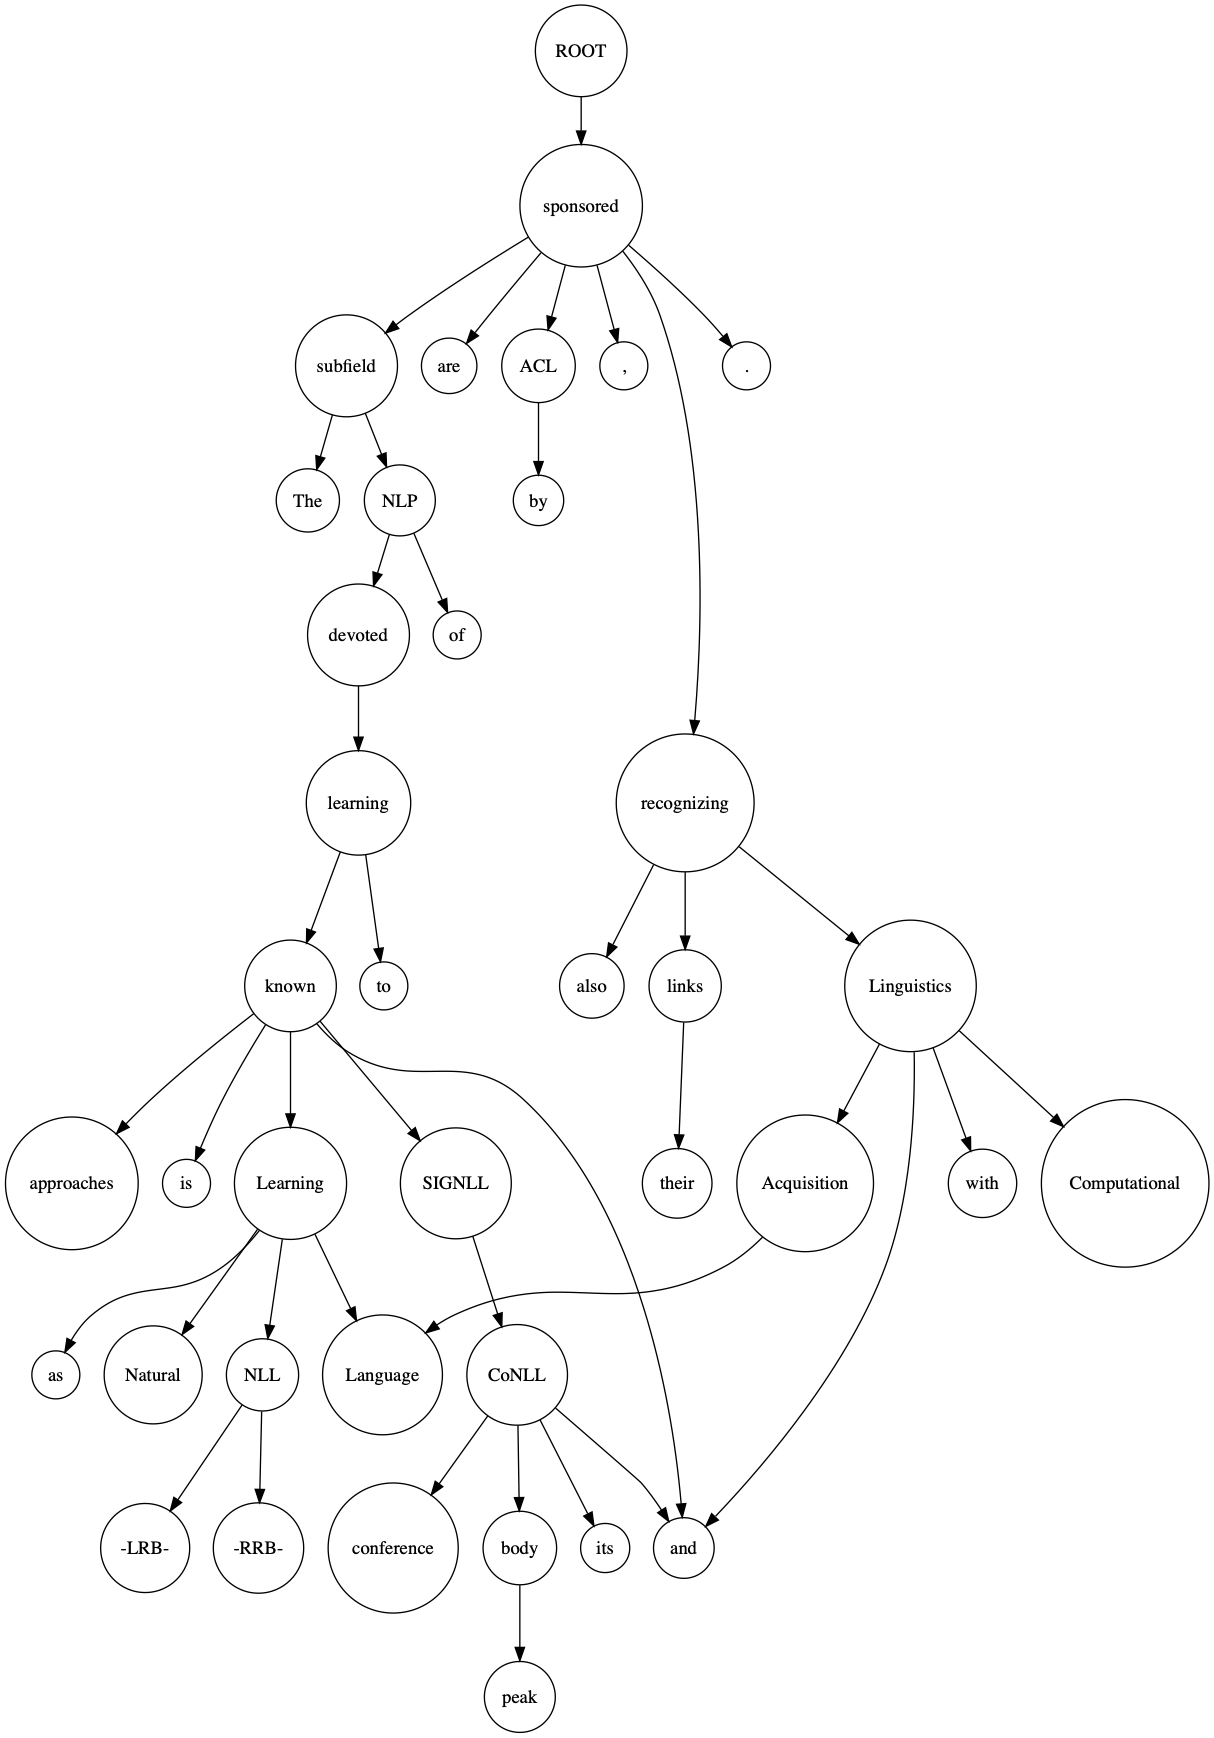 ROOT
sponsored
subfield
are
ACL
,
.
The
NLP
by
devoted
of
learning
recognizing
known
to
also
links
Linguistics
approaches
is
Learning
SIGNLL
their
Acquisition
with
Computational
as
Natural
NLL
Language
CoNLL
-LRB-
-RRB-
conference
body
its
and
peak